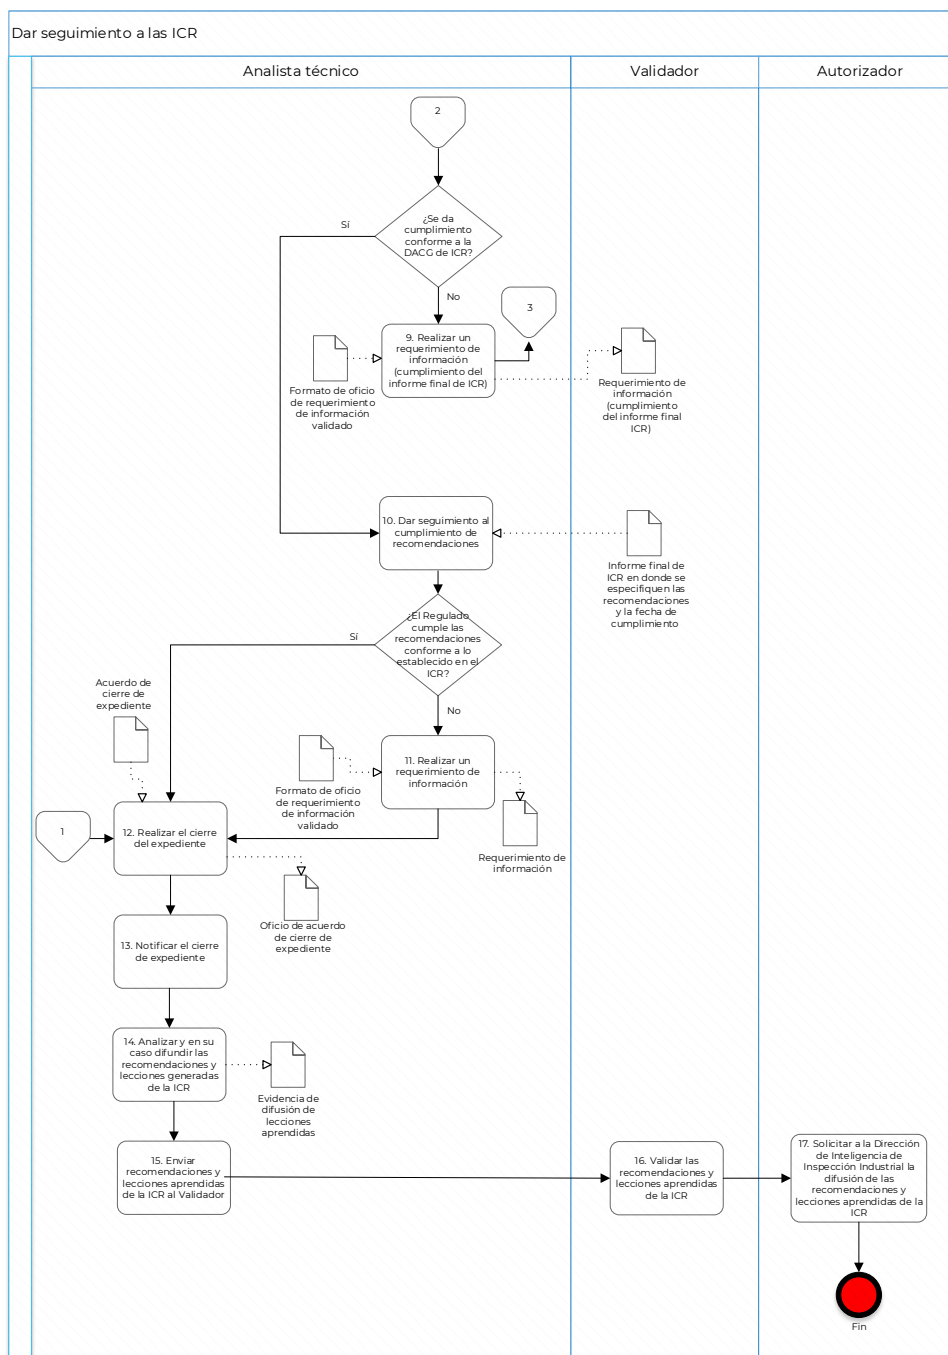 Dar seguimiento a las ICR
Analista técnico
Validador
Autorizador
2
¿Se da
cumplimiento
conforme a la
DACG de ICR?
Sí
No
3
9. Realizar un
requerimiento de
información
(cumplimiento del
informe final de ICR)
Formato de oficio
de requerimiento
de información
validado
Requerimiento de
información
(cumplimiento
del informe final
ICR)
10. Dar seguimiento al
cumplimiento de
recomendaciones
Informe final de
ICR en donde se
especifiquen las
recomendaciones
y la fecha de
cumplimiento
¿El Regulado
cumple las
recomendaciones
conforme a lo
establecido en el
ICR?
Sí
No
Acuerdo de
cierre de
expediente
11. Realizar un
requerimiento de
información
Formato de oficio
de requerimiento
de información
validado
Requerimiento de
información
1
12. Realizar el cierre
del expediente
Oficio de acuerdo
de cierre de
expediente
13. Notificar el cierre
de expediente
14. Analizar y en su
caso difundir las
recomendaciones y
lecciones generadas
de la ICR
Evidencia de
difusión de
lecciones
aprendidas
15. Enviar
recomendaciones y
lecciones aprendidas
de la ICR al Validador
16. Validar las
recomendaciones y
lecciones aprendidas
de la ICR
17. Solicitar a la Dirección
de Inteligencia de
Inspección Industrial la
difusión de las
recomendaciones y
lecciones aprendidas de la
ICR
Fin